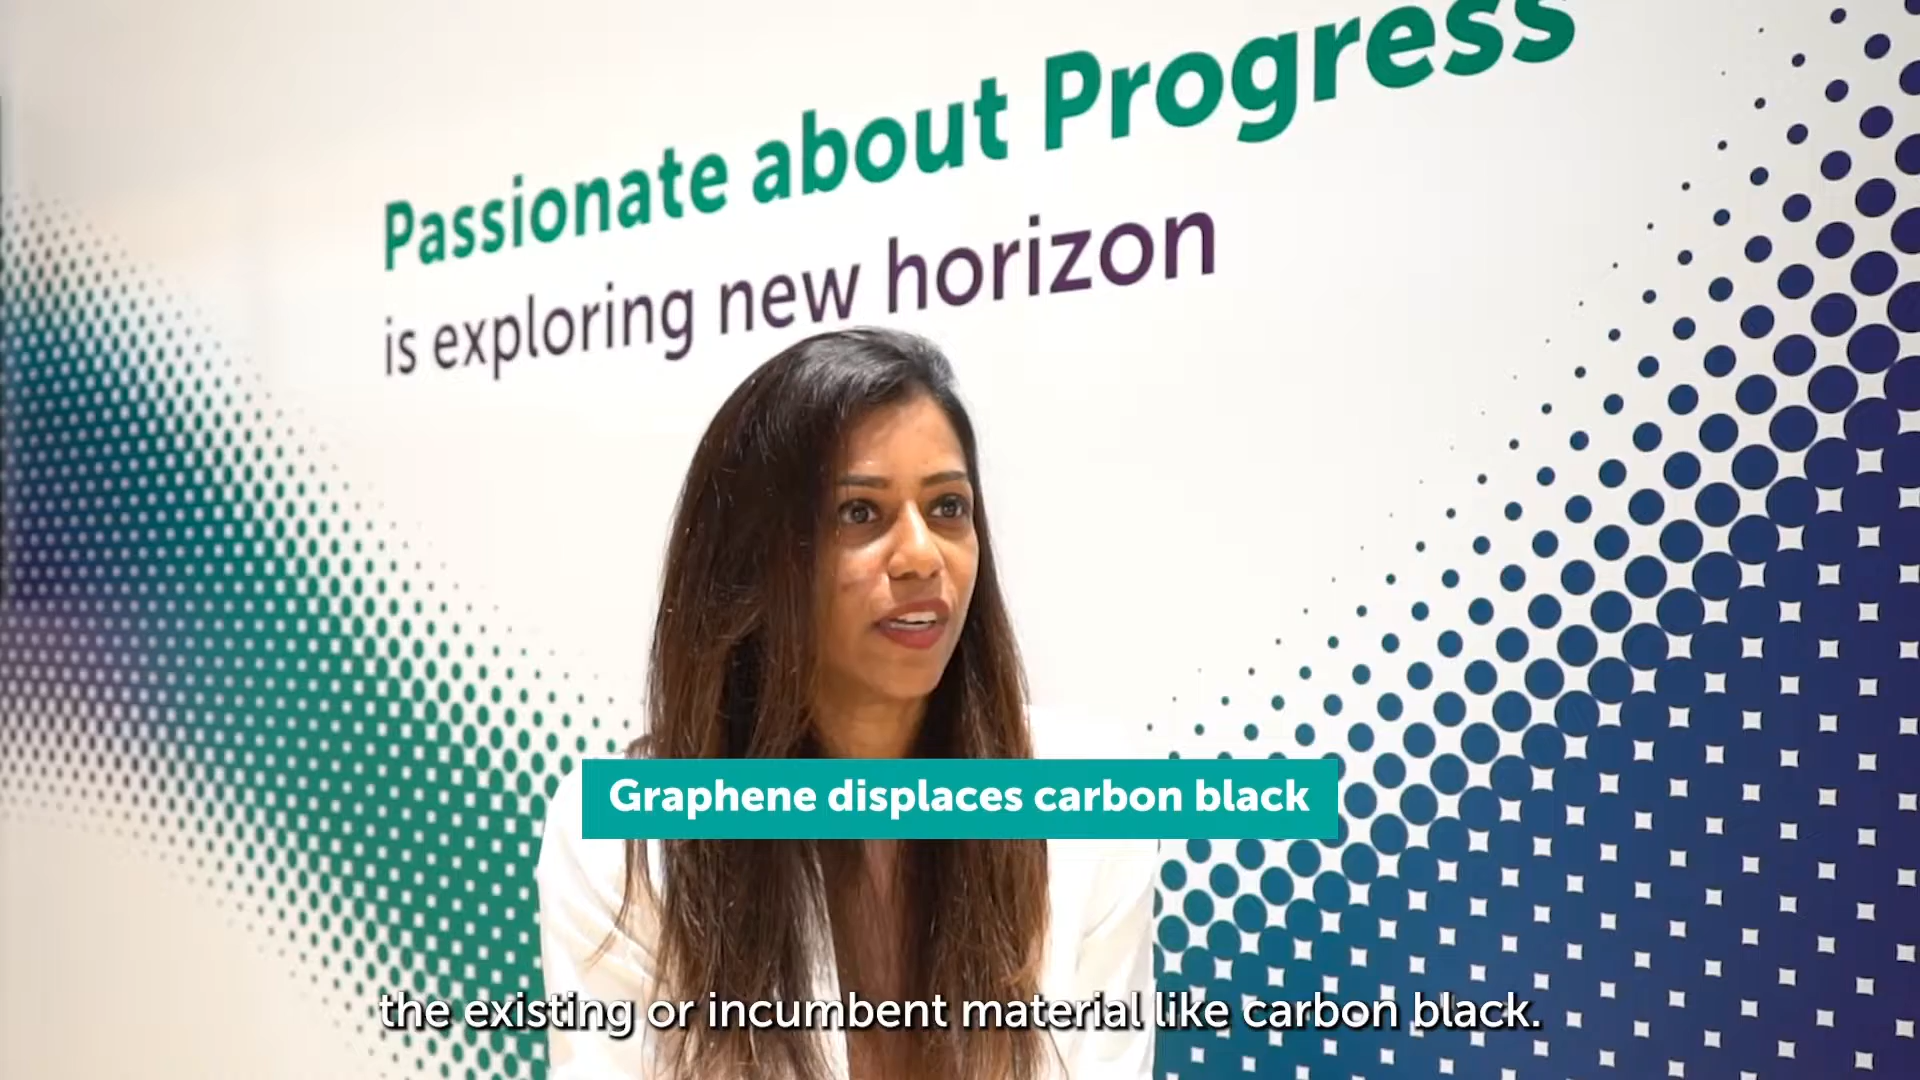 Passionate about Progress
is exploring new horizon
Graphene displaces carbon black
the existing or incumbent material like carbon black.